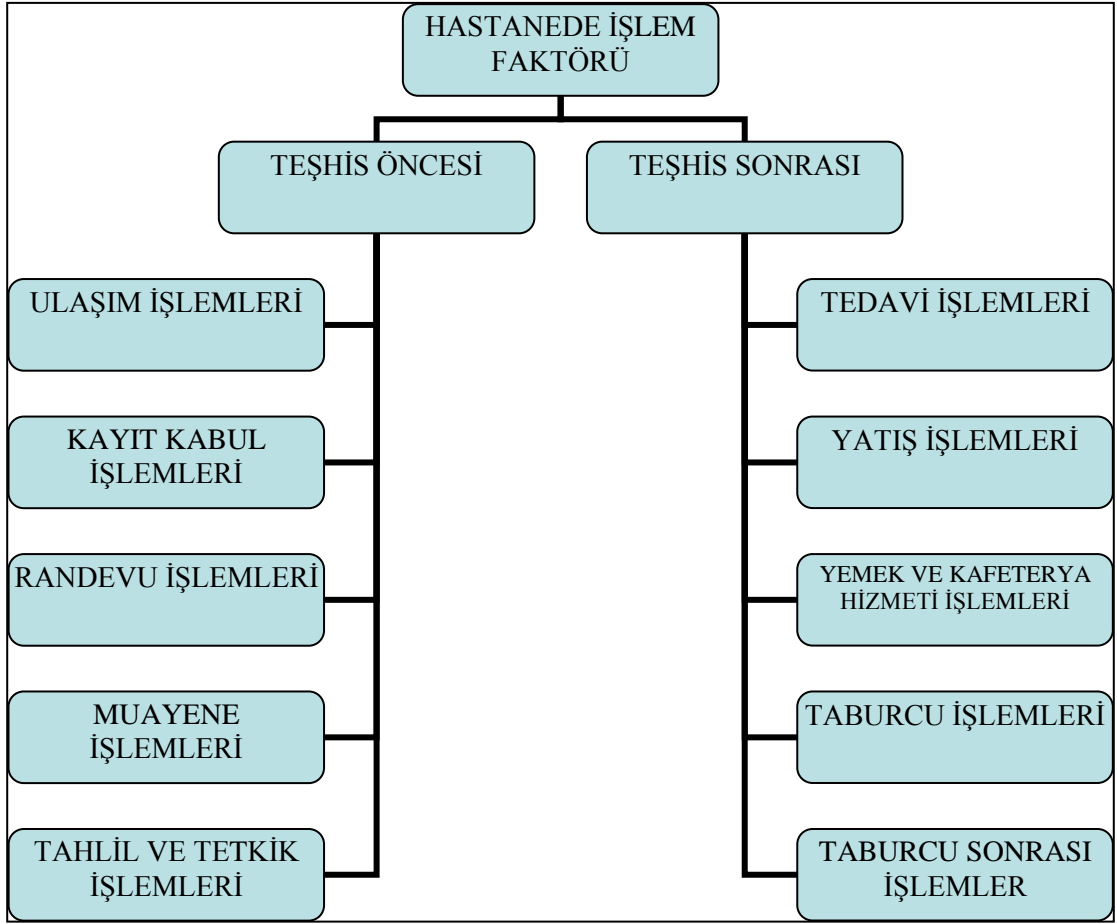 HASTANEDE İŞLEM
FAKTÖRÜ
TEŞHİS ÖNCESİ
TEŞHİS SONRASI
ULAŞIM İŞLEMLERİ
KAYIT KABUL
İŞLEMLERİ
RANDEVU İŞLEMLERİ
MUAYENE
İŞLEMLERİ
TAHLİL VE TETKİK
İŞLEMLERİ
TEDAVİ İŞLEMLERİ
YATIŞ İŞLEMLERİ
YEMEK VE KAFETERYA
HİZMETİ İŞLEMLERİ
TABURCU İŞLEMLERİ
TABURCU SONRASI
İŞLEMLER